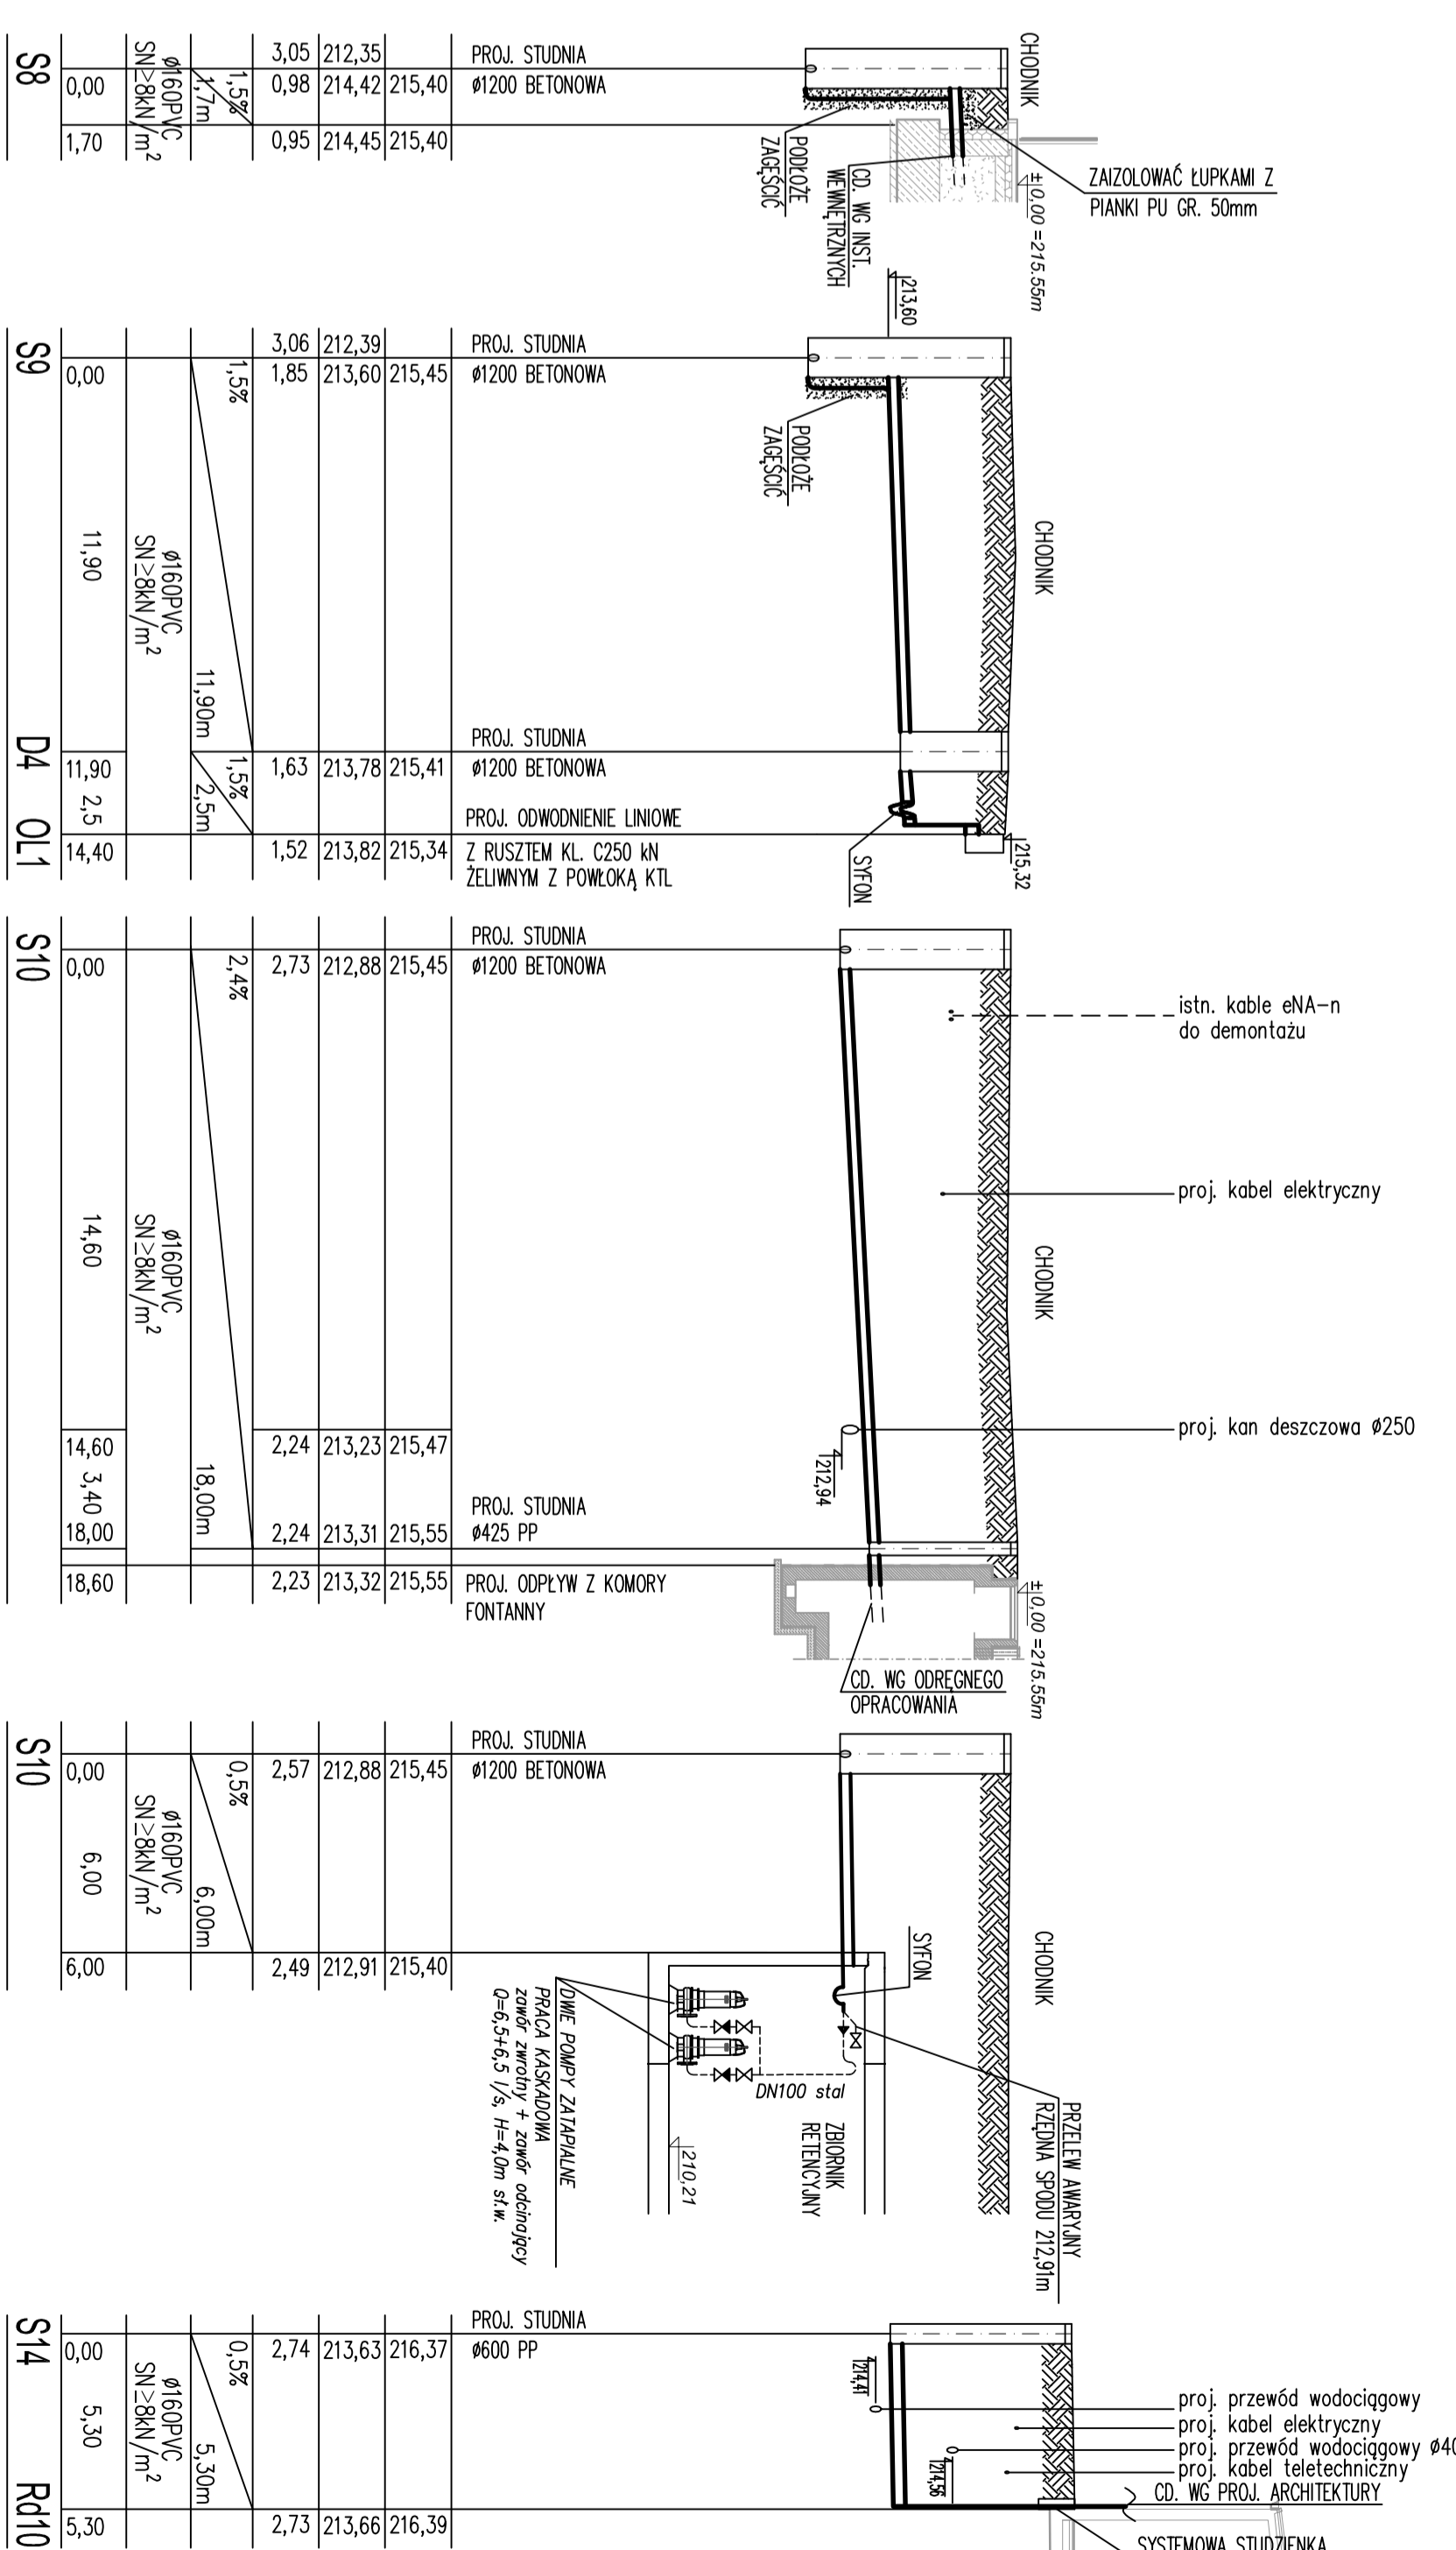 CHODNIK
ZAIZOLOWAĆ ŁUPKAMI Z
PIANKI PU GR. 50mm
±0,00 =215.55m
CD. WG INST.
WEWNĘTRZNYCH
PODŁOŻE
ZAGĘŚCIĆ
PROJ. STUDNIA
ø1200 BETONOWA
3,05 212,35
0,98 214,42 215,40
0,95 214,45 215,40
1,5%
1,7m
ø160PVC
SN≥8kN/m²
0,00
1,70
S8
213,60
CHODNIK
PODŁOŻE
ZAGĘŚCIĆ
PROJ. STUDNIA
ø1200 BETONOWA
3,06 212,39
1,85 213,60 215,45
1,5%
11,90m
ø160PVC
SN≥8kN/m²
0,00
11,90
S9
PROJ. STUDNIA
ø1200 BETONOWA
1,63 213,78 215,41
1,5%
2,5m
11,90
2,5
D4
PROJ. ODWODNIENIE LINIOWE
Z RUSZTEM KL. C250 kN
ŻELIWNYM Z POWŁOKĄ KTL
1,52 213,82 215,34
14,40
OL1
SYFON
215,32
PROJ. STUDNIA
ø1200 BETONOWA
2,73 212,88 215,45
2,4%
18,00m
ø160PVC
SN≥8kN/m²
0,00
14,60
S10
istn. kable eNA-n
do demontażu
proj. kabel elektryczny
CHODNIK
proj. kan deszczowa ø250
212,94
2,24 213,23 215,47
14,60
3,40
PROJ. STUDNIA
ø425 PP
2,24 213,31 215,55
18,00
PROJ. ODPŁYW Z KOMORY
FONTANNY
2,23 213,32 215,55
18,60
±0,00 =215.55m
CD. WG ODRĘGNEGO
OPRACOWANIA
PROJ. STUDNIA
ø1200 BETONOWA
2,57 212,88 215,45
0,5%
6,00m
ø160PVC
SN≥8kN/m²
0,00
6,00
S10
2,49 212,91 215,40
6,00
CHODNIK
SYFON
PRZELEW AWARYJNY
RZĘDNA SPODU 212,91m
DN100 stal
ZBIORNIK
RETENCYJNY
210,21
DWIE POMPY ZATAPIALNE
PRACA KASKADOWA
zawór zwrotny + zawór odcinający
Q=6,5+6,5 l/s, H=4,0m sł.w.
PROJ. STUDNIA
ø600 PP
2,74 213,63 216,37
0,5%
5,30m
ø160PVC
SN≥8kN/m²
0,00
5,30
S14
2,73 213,66 216,39
5,30
Rd10
214,41
214,56
proj. przewód wodociągowy
proj. kabel elektryczny
proj. przewód wodociągowy ø40
proj. kabel teletechniczny
CD. WG PROJ. ARCHITEKTURY
SYSTEMOWA STUDZIENKA